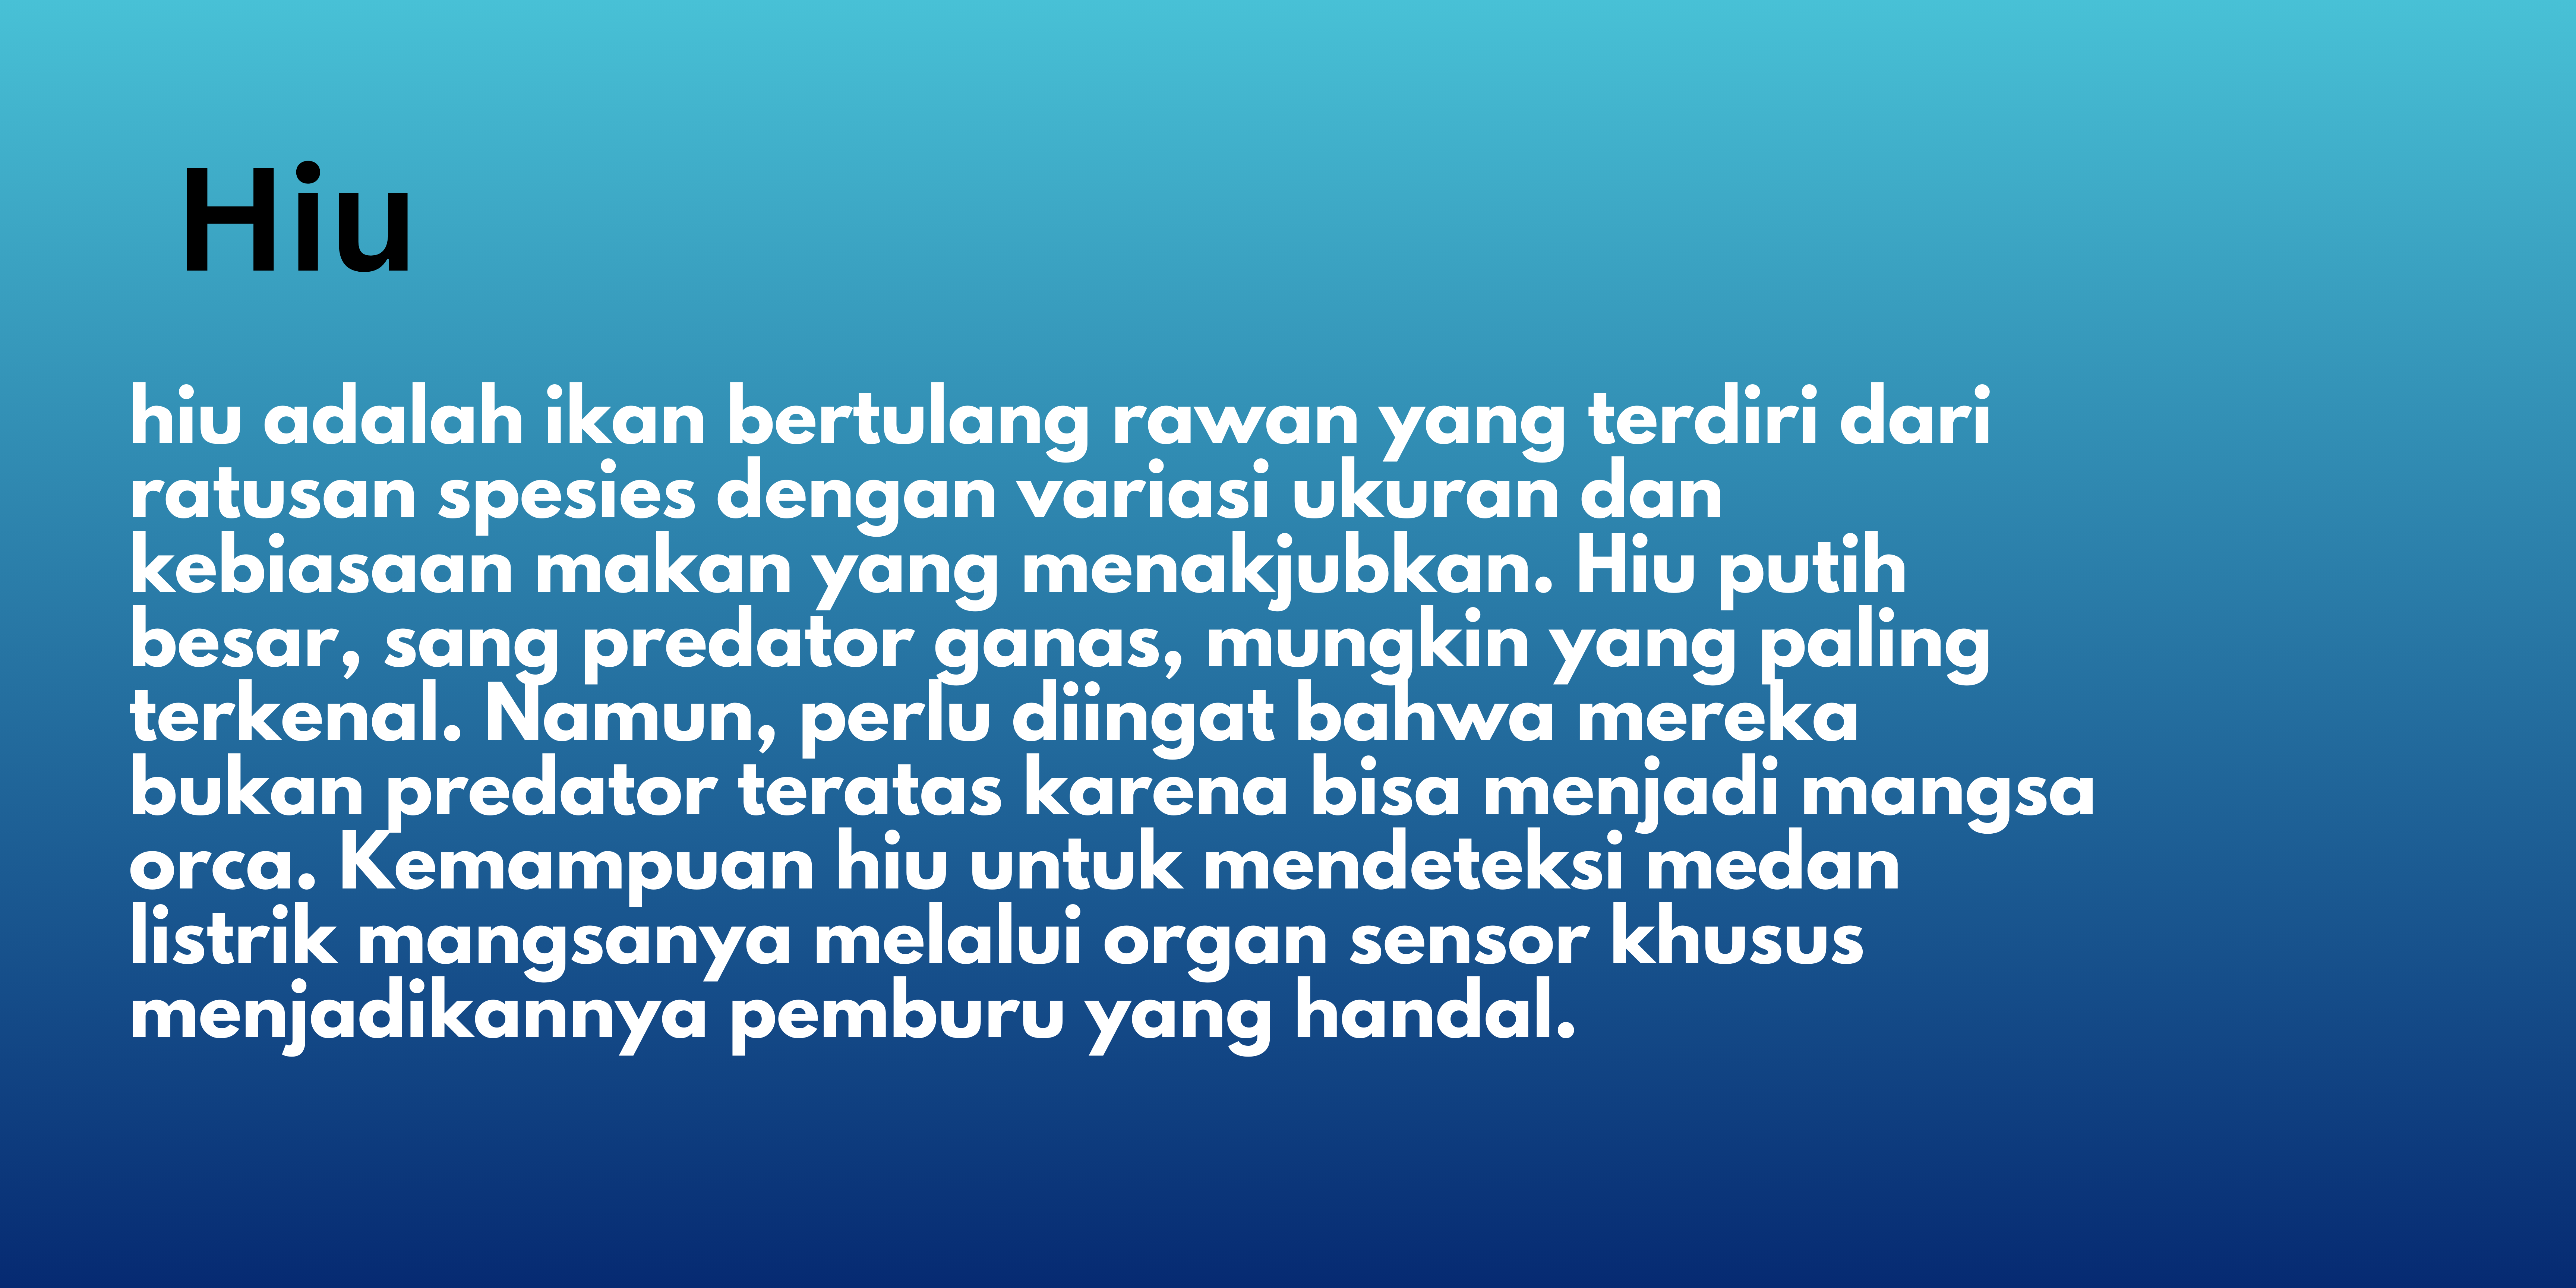 Hiu
hiu adalah ikan bertulang rawan yang terdiri dari
ratusan spesies dengan variasi ukuran dan
kebiasaan makan yang menakjubkan. Hiu putih
besar, sang predator ganas, mungkin yang paling
terkenal. Namun, perlu diingat bahwa mereka
bukan predator teratas karena bisa menjadi mangsa
orca. Kemampuan hiu untuk mendeteksi medan
listrik mangsanya melalui organ sensor khusus
menjadikannya pemburu yang handal.